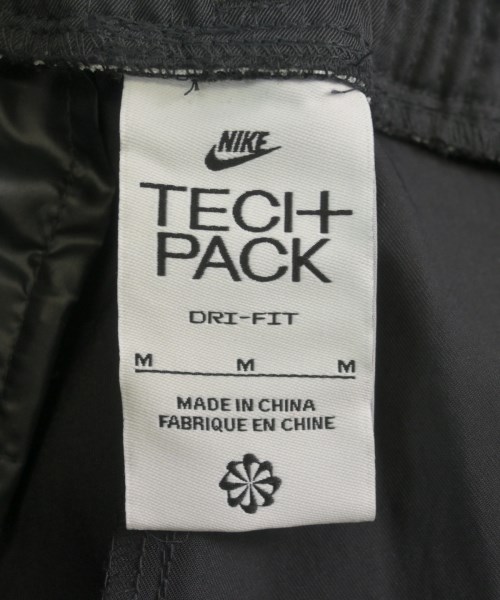 NIKE
TECH
PACK
DRI-FIT
M M M
MADE IN CHINA
FABRIQUE EN CHINE